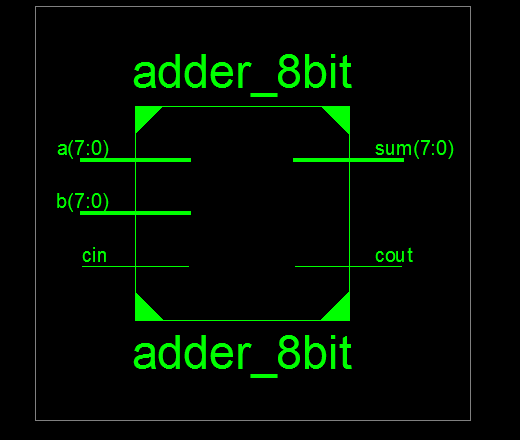 adder_8bit
a(7:0)
sum(7:0)
b(7:0)
cin
cout
adder_8bit